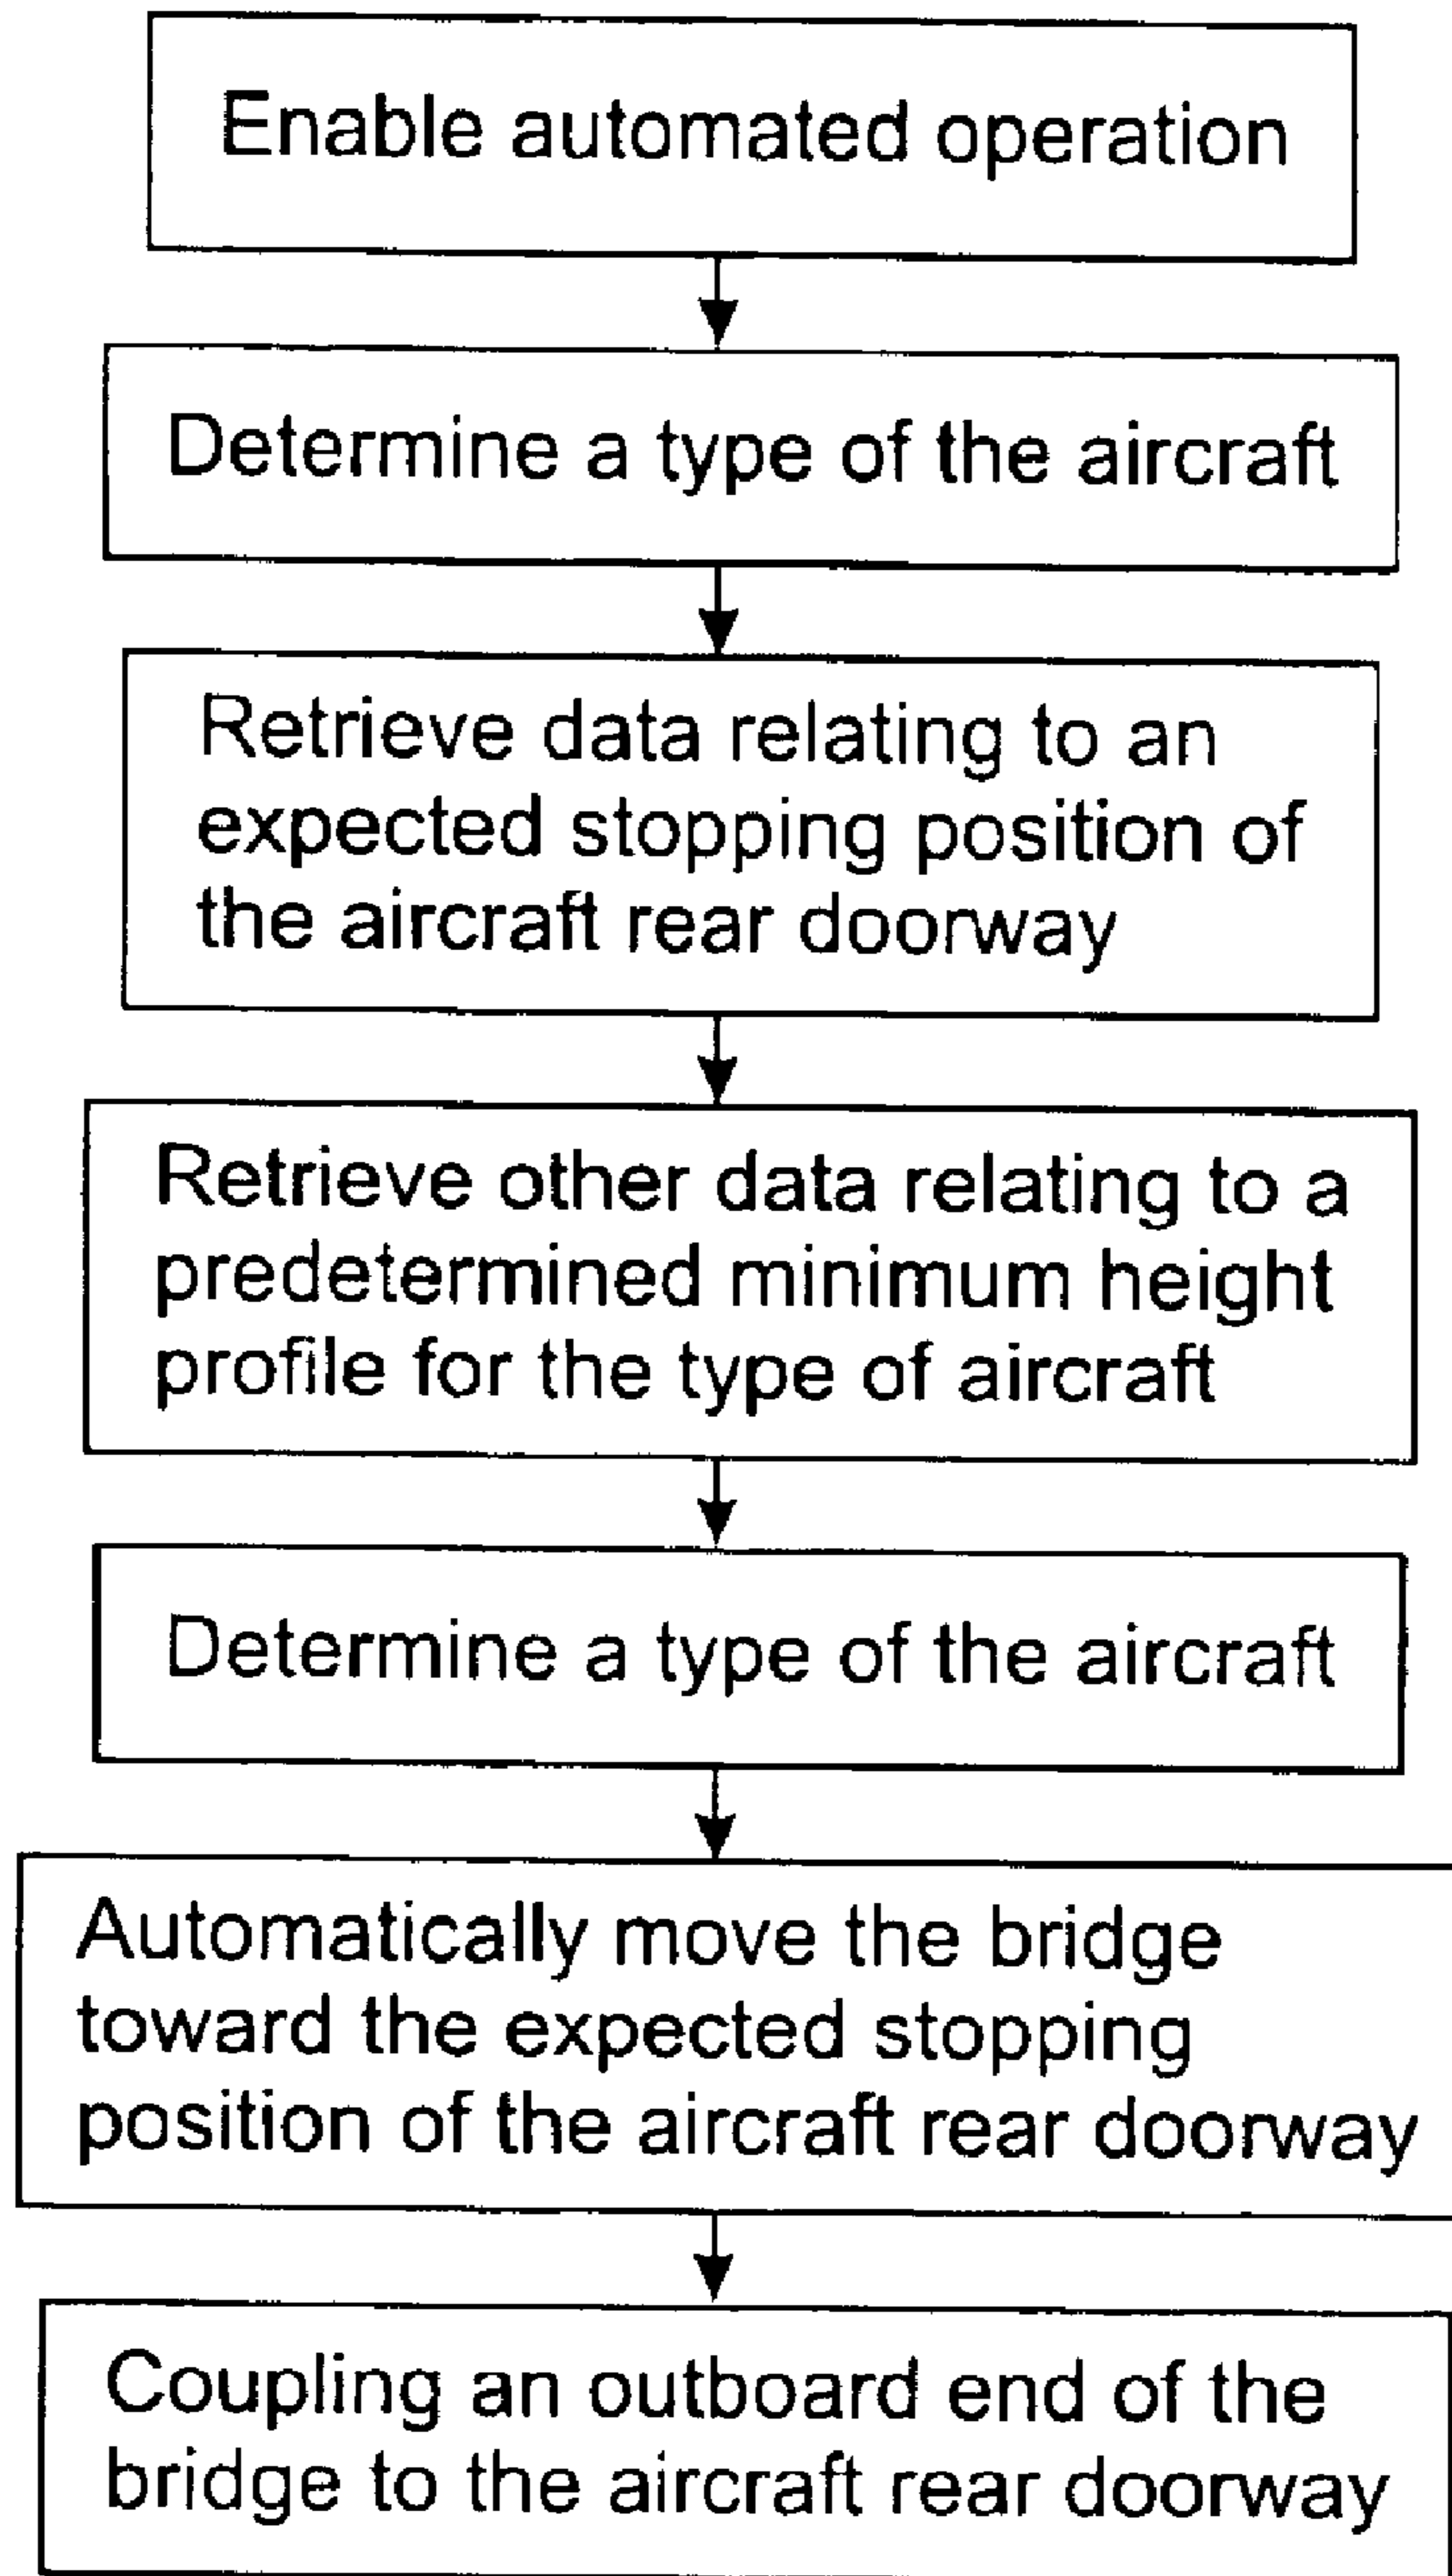 Enable automated operation
Determine a type of the aircraft
Retrieve data relating to an
expected stopping position of
the aircraft rear doorway
Retrieve other data relating to a
predetermined minimum height
profile for the type of aircraft
Determine a type of the aircraft
Automatically move the bridge
toward the expected stopping
position of the aircraft rear doorway
Coupling an outboard end of the
bridge to the aircraft rear doorway